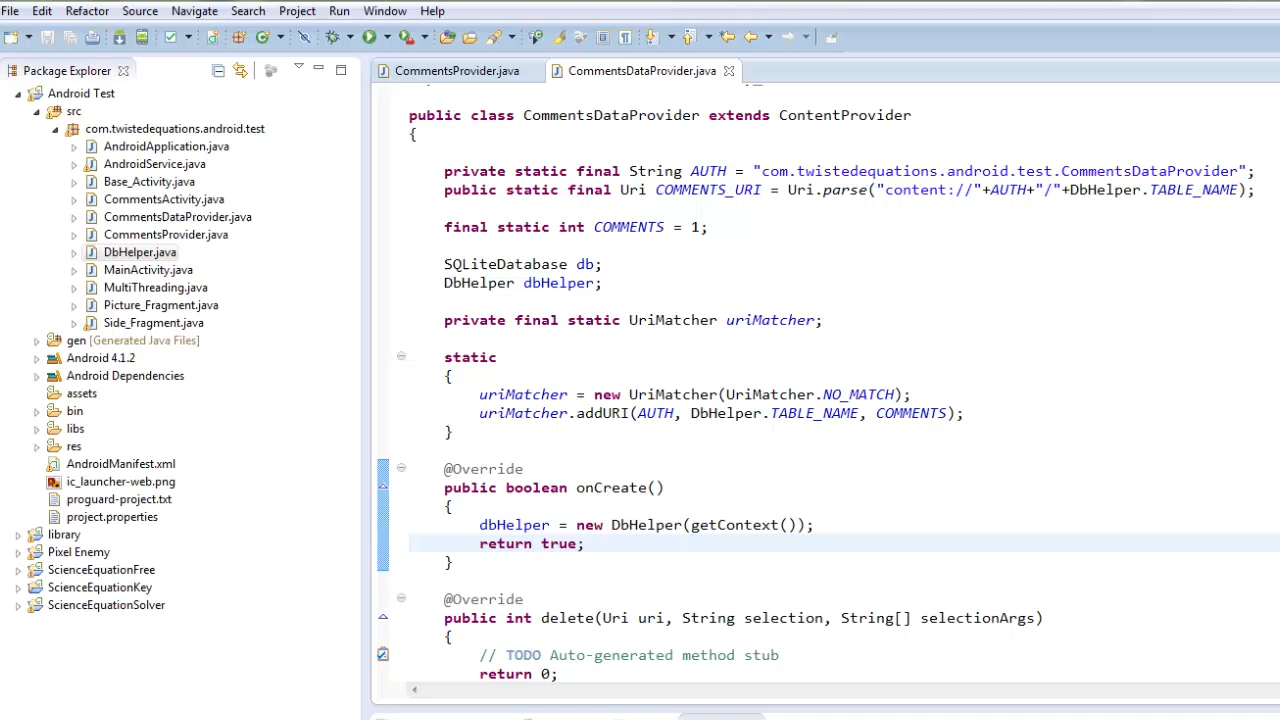 File Edit Refactor Source Navigate Search Project Run Window Help
Package Explorer
CommentsProvider.java
CommentsDataProvider.java
Android Test
src
com.twistedequations.android.test
AndroidApplication.java
AndroidService.java
Base_Activity.java
CommentsActivity.java
CommentsDataProvider.java
CommentsProvider.java
DbHelper.java
MainActivity.java
MultiThreading.java
Picture_Fragment.java
Side_Fragment.java
gen [Generated Java Files]
Android 4.1.2
Android Dependencies
assets
bin
libs
res
AndroidManifest.xml
ic_launcher-web.png
proguard-project.txt
project.properties
library
Pixel Enemy
ScienceEquationFree
ScienceEquationKey
ScienceEquationSolver
public class CommentsDataProvider extends ContentProvider
{
private static final String AUTH = "com.twistedequations.android.test.CommentsDataProvider";
public static final Uri COMMENTS_URI = Uri.parse("content://"+AUTH+"/"+DbHelper.TABLE_NAME);
final static int COMMENTS = 1;
SQLiteDatabase db;
DbHelper dbHelper;
private final static UriMatcher uriMatcher;
static
{
uriMatcher = new UriMatcher(UriMatcher.NO_MATCH);
uriMatcher.addURI(AUTH, DbHelper.TABLE_NAME, COMMENTS);
}
@Override
public boolean onCreate()
{
dbHelper = new DbHelper(getContext());
return true;
}
@Override
public int delete(Uri uri, String selection, String[] selectionArgs)
{
// TODO Auto-generated method stub
return 0;